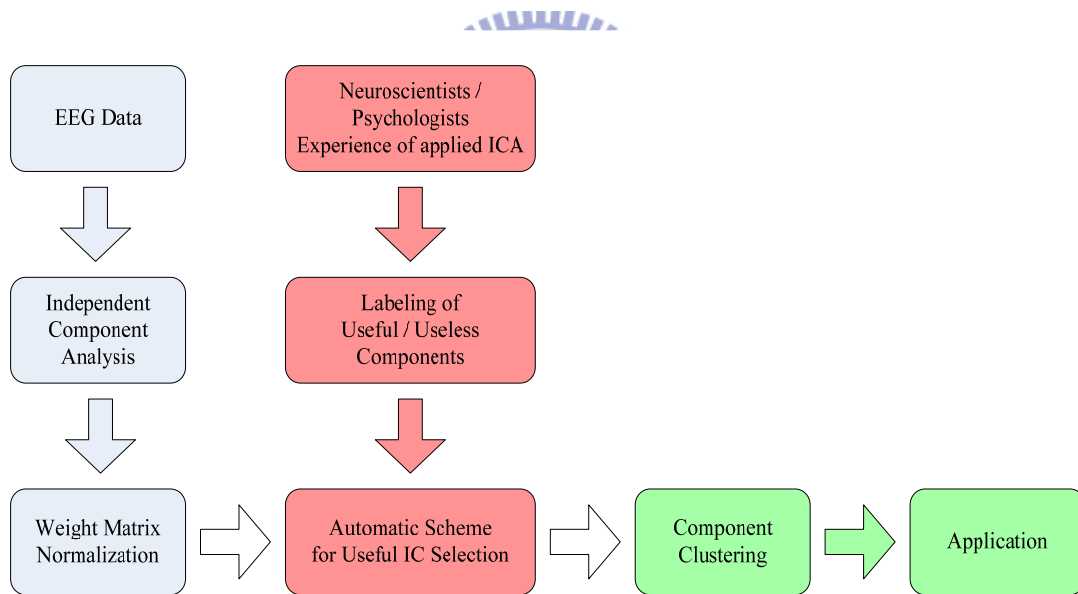 EEG Data
Neuroscientists /
Psychologists
Experience of applied ICA
Independent
Component
Analysis
Labeling of
Useful / Useless
Components
Weight Matrix
Normalization
Automatic Scheme
for Useful IC Selection
Component
Clustering
Application